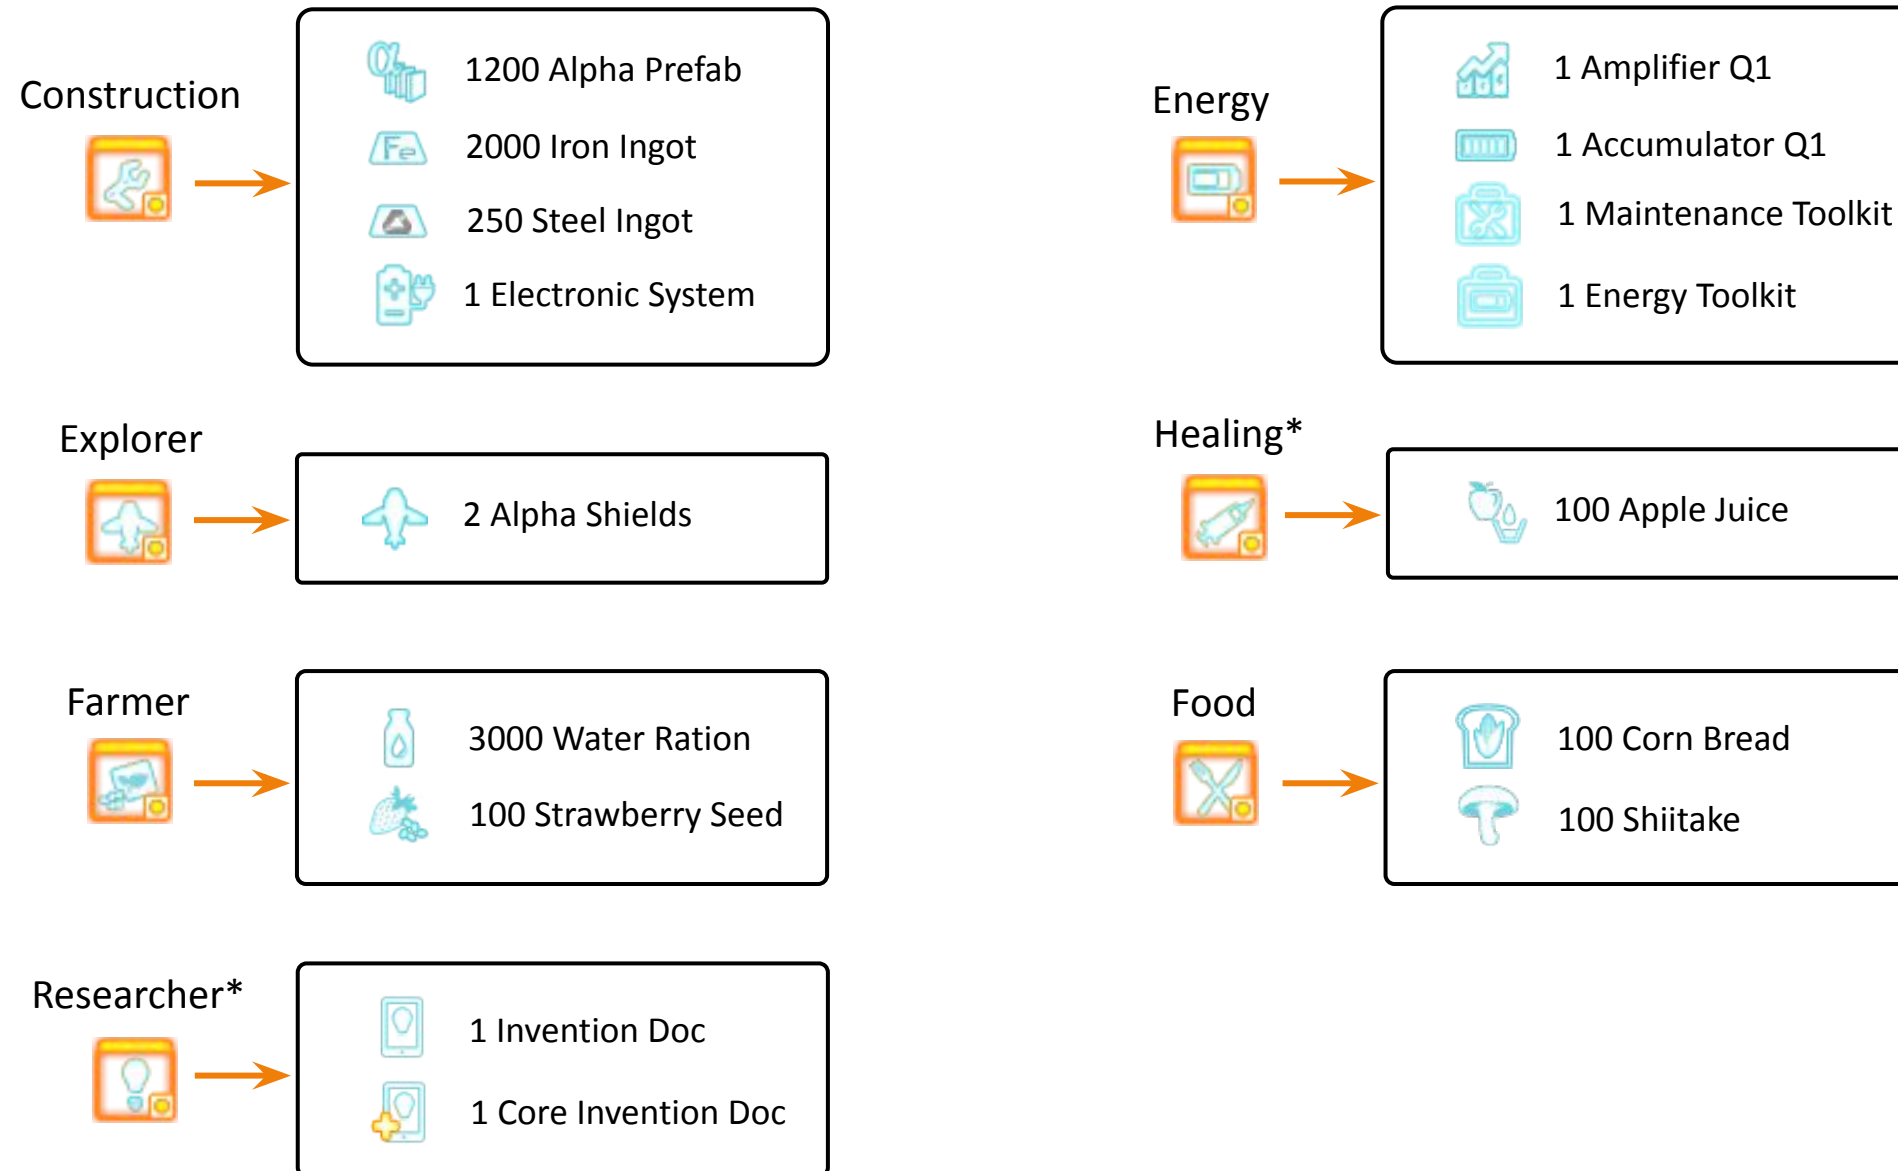 Construction
1200 Alpha Prefab
Fe 2000 Iron Ingot
250 Steel Ingot
1 Electronic System
Energy
1 Amplifier Q1
1 Accumulator Q1
1 Maintenance Toolkit
1 Energy Toolkit
Explorer
2 Alpha Shields
Healing*
100 Apple Juice
Farmer
3000 Water Ration
100 Strawberry Seed
Food
100 Corn Bread
100 Shiitake
Researcher*
1 Invention Doc
1 Core Invention Doc